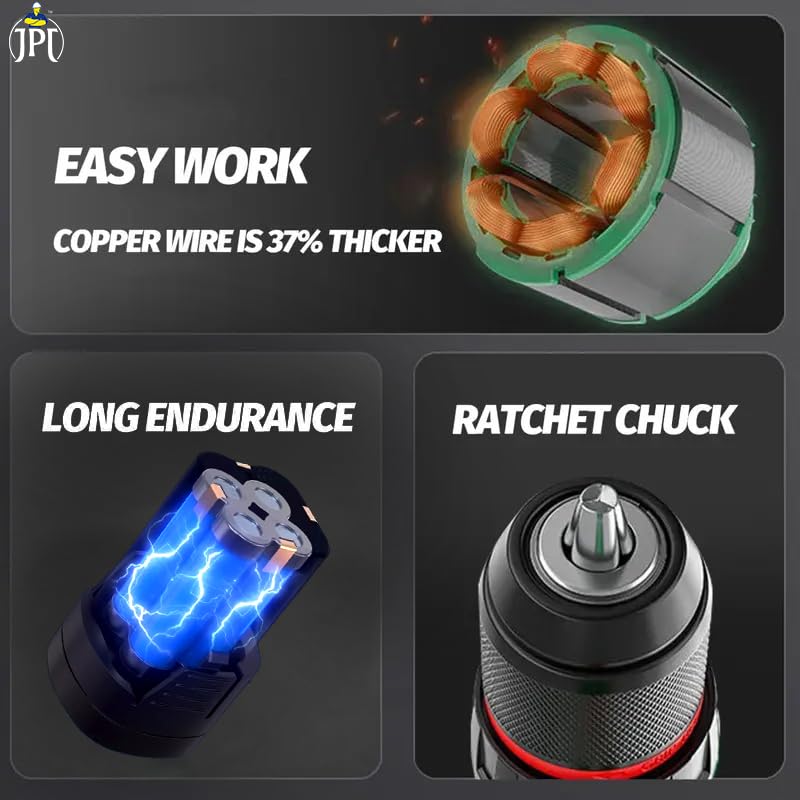 JPT
EASY WORK
COPPER WIRE IS 37% THICKER
LONG ENDURANCE
RATCHET CHUCK